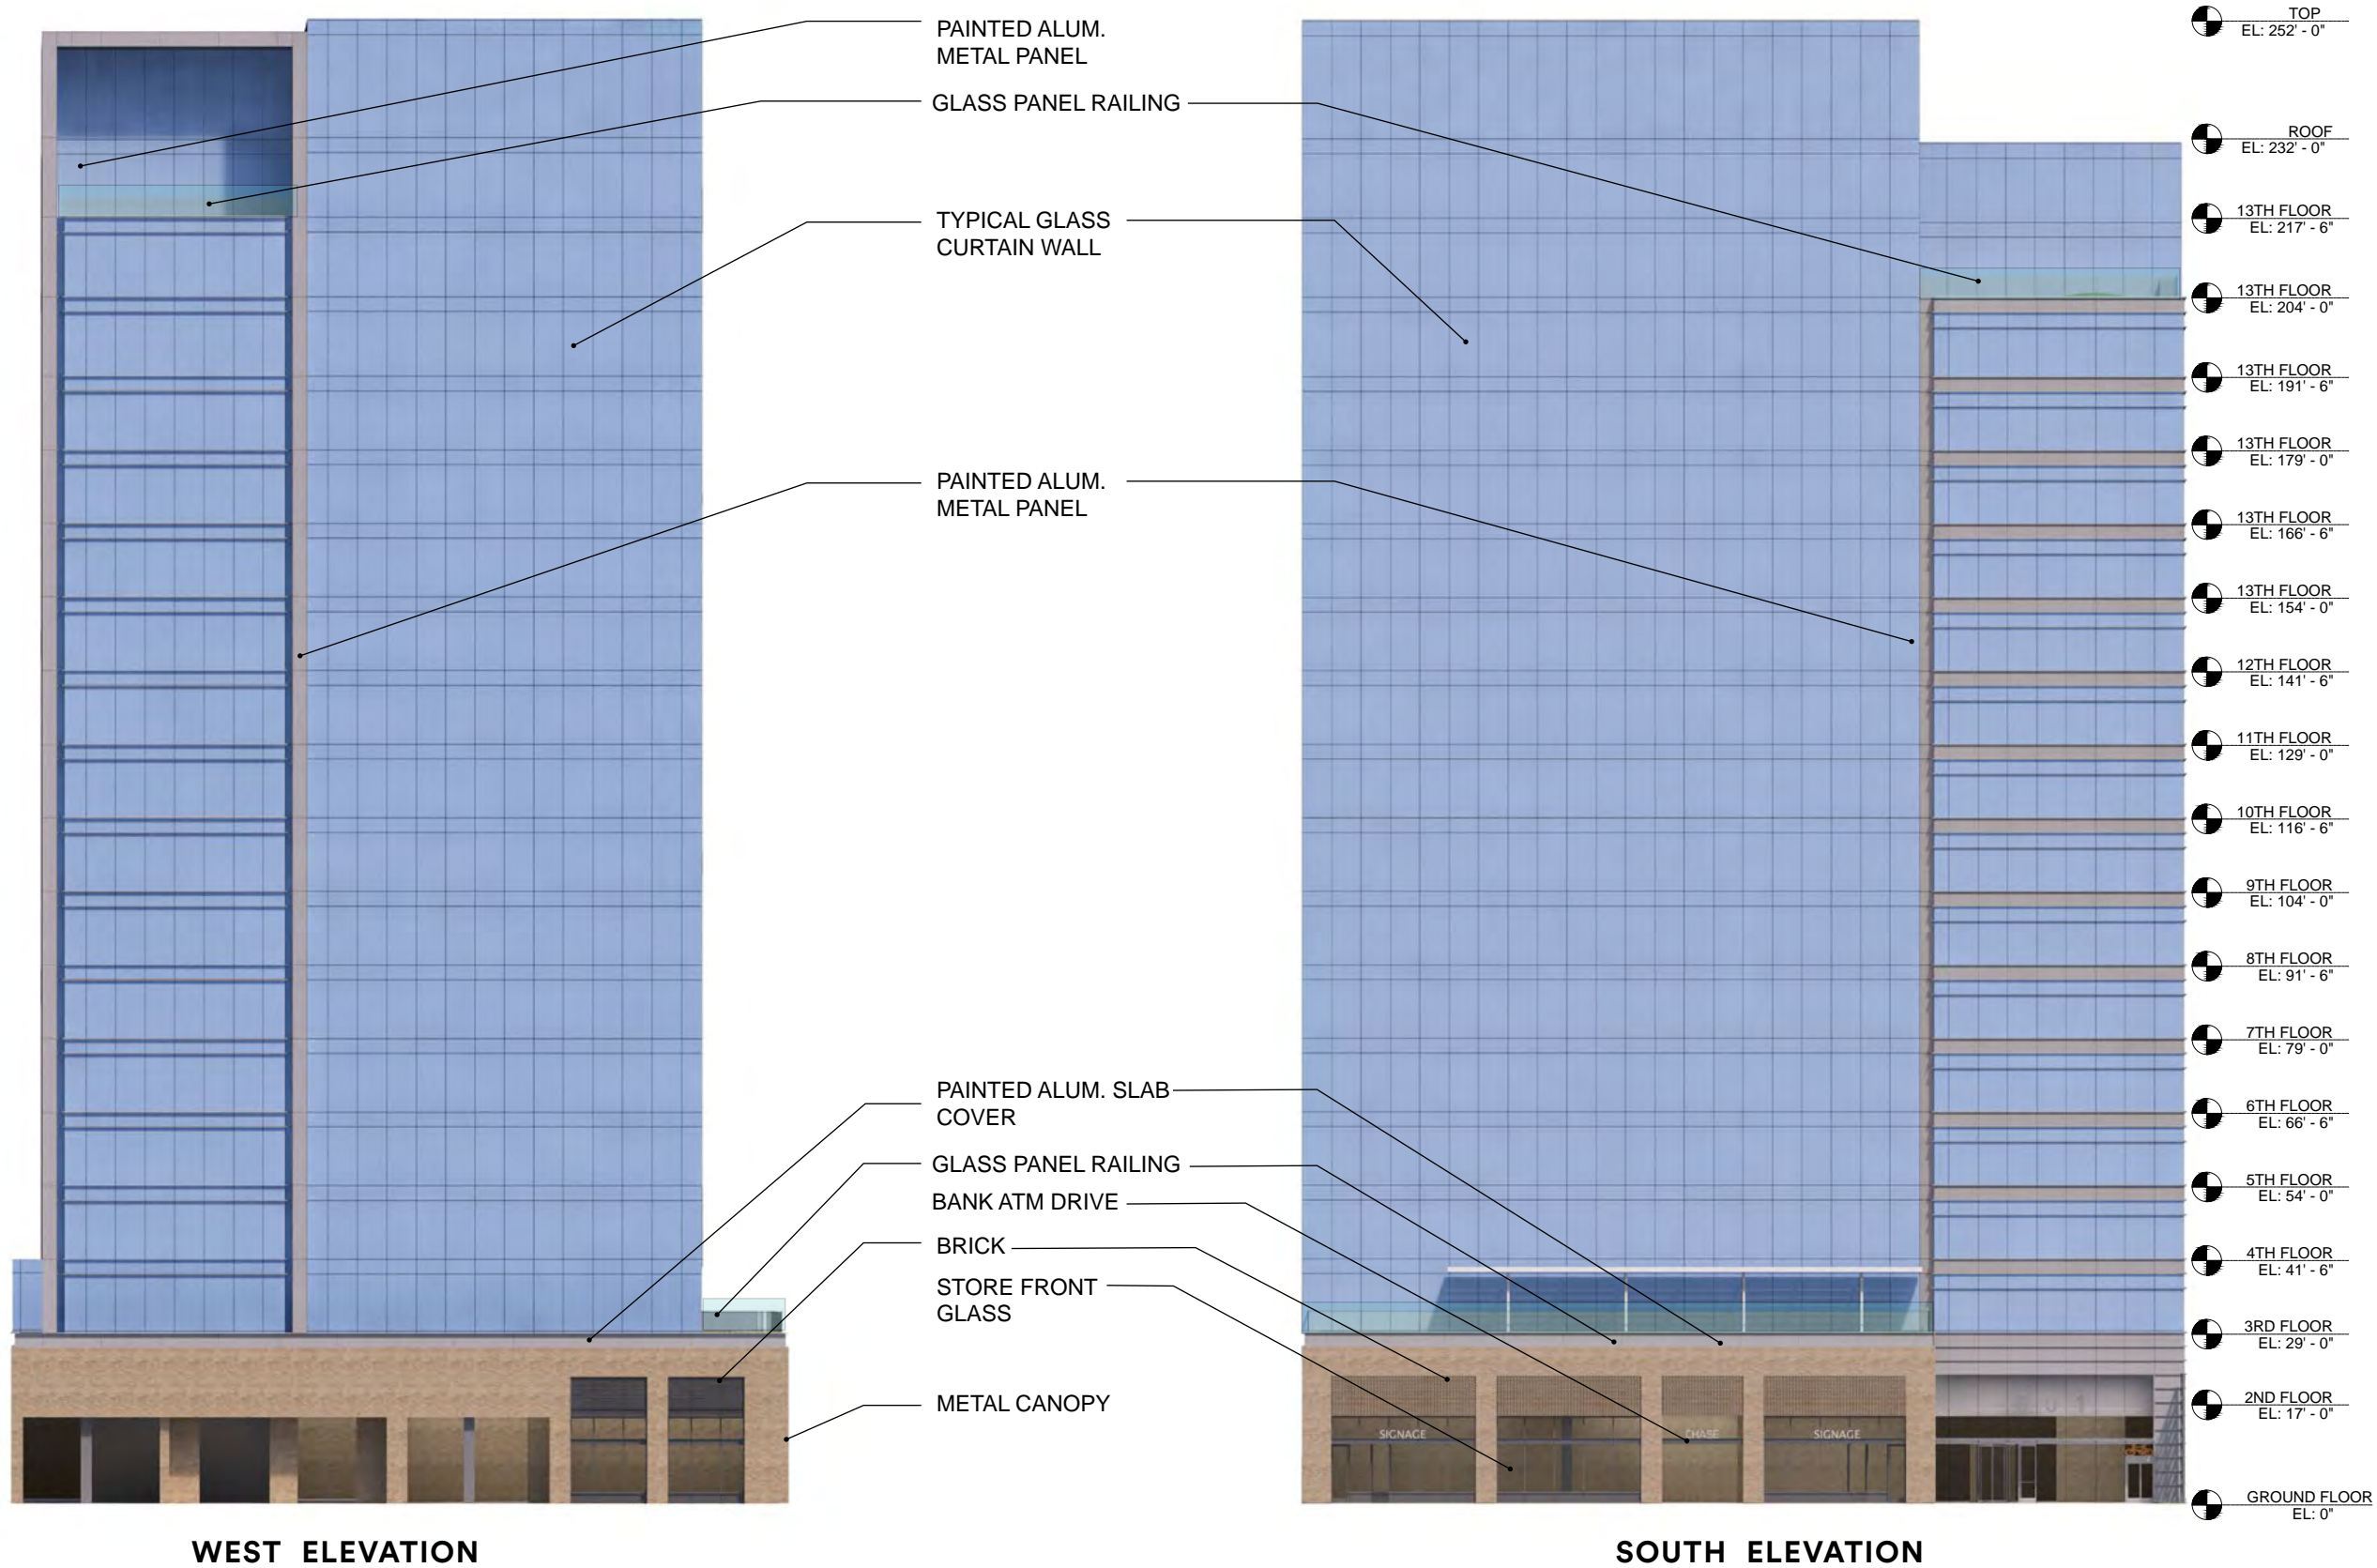 PAINTED ALUM.
METAL PANEL
GLASS PANEL RAILING
TYPICAL GLASS
CURTAIN WALL
PAINTED ALUM.
METAL PANEL
PAINTED ALUM. SLAB
COVER
GLASS PANEL RAILING
BANK ATM DRIVE
BRICK
STORE FRONT
GLASS
METAL CANOPY
SIGNAGE
CHASE
SIGNAGE
TOP
EL: 252' - 0"
ROOF
EL: 232' - 0"
13TH FLOOR
EL: 217' - 6"
13TH FLOOR
EL: 204' - 0"
13TH FLOOR
EL: 191' - 6"
13TH FLOOR
EL: 179' - 0"
13TH FLOOR
EL: 166' - 6"
13TH FLOOR
EL: 154' - 0"
12TH FLOOR
EL: 141' - 6"
11TH FLOOR
EL: 129' - 0"
10TH FLOOR
EL: 116' - 6"
9TH FLOOR
EL: 104' - 0"
8TH FLOOR
EL: 91' - 6"
7TH FLOOR
EL: 79' - 0"
6TH FLOOR
EL: 66' - 6"
5TH FLOOR
EL: 54' - 0"
4TH FLOOR
EL: 41' - 6"
3RD FLOOR
EL: 29' - 0"
2ND FLOOR
EL: 17' - 0"
GROUND FLOOR
EL: 0"
WEST ELEVATION
SOUTH ELEVATION